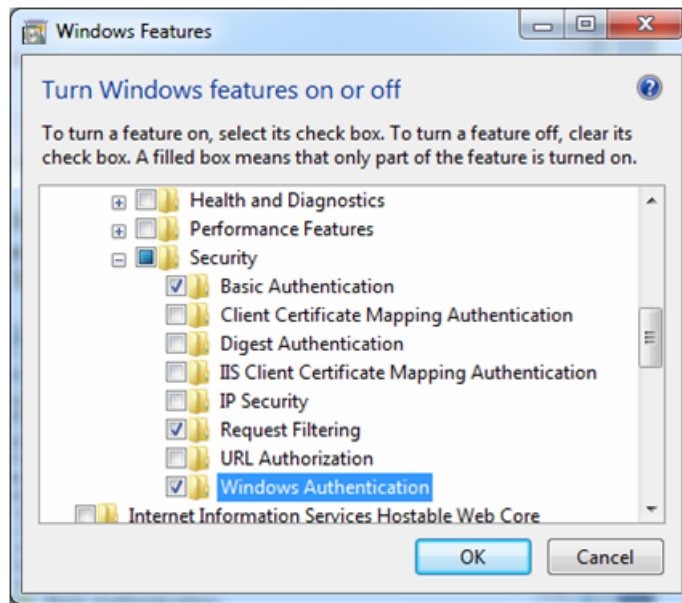 Windows Features
Turn Windows features on or off
To turn a feature on, select its check box. To turn a feature off, clear its
check box. A filled box means that only part of the feature is turned on.
Health and Diagnostics
Performance Features
Security
Basic Authentication
Client Certificate Mapping Authentication
Digest Authentication
IIS Client Certificate Mapping Authentication
IP Security
Request Filtering
URL Authorization
Windows Authentication
Internet Information Services Hostable Web Core
OK Cancel